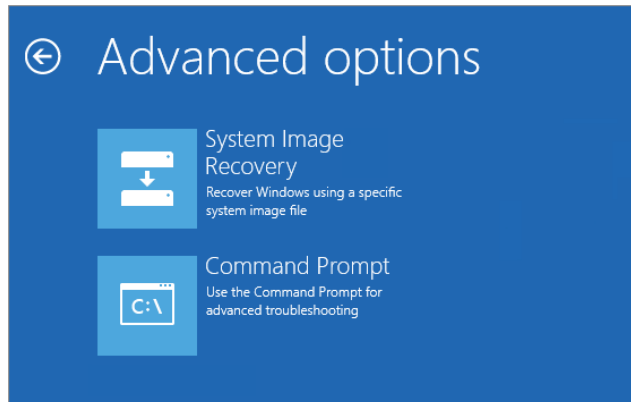 Advanced options
System Image
Recovery
Recover Windows using a specific
system image file
Command Prompt
C:\
Use the Command Prompt for
advanced troubleshooting